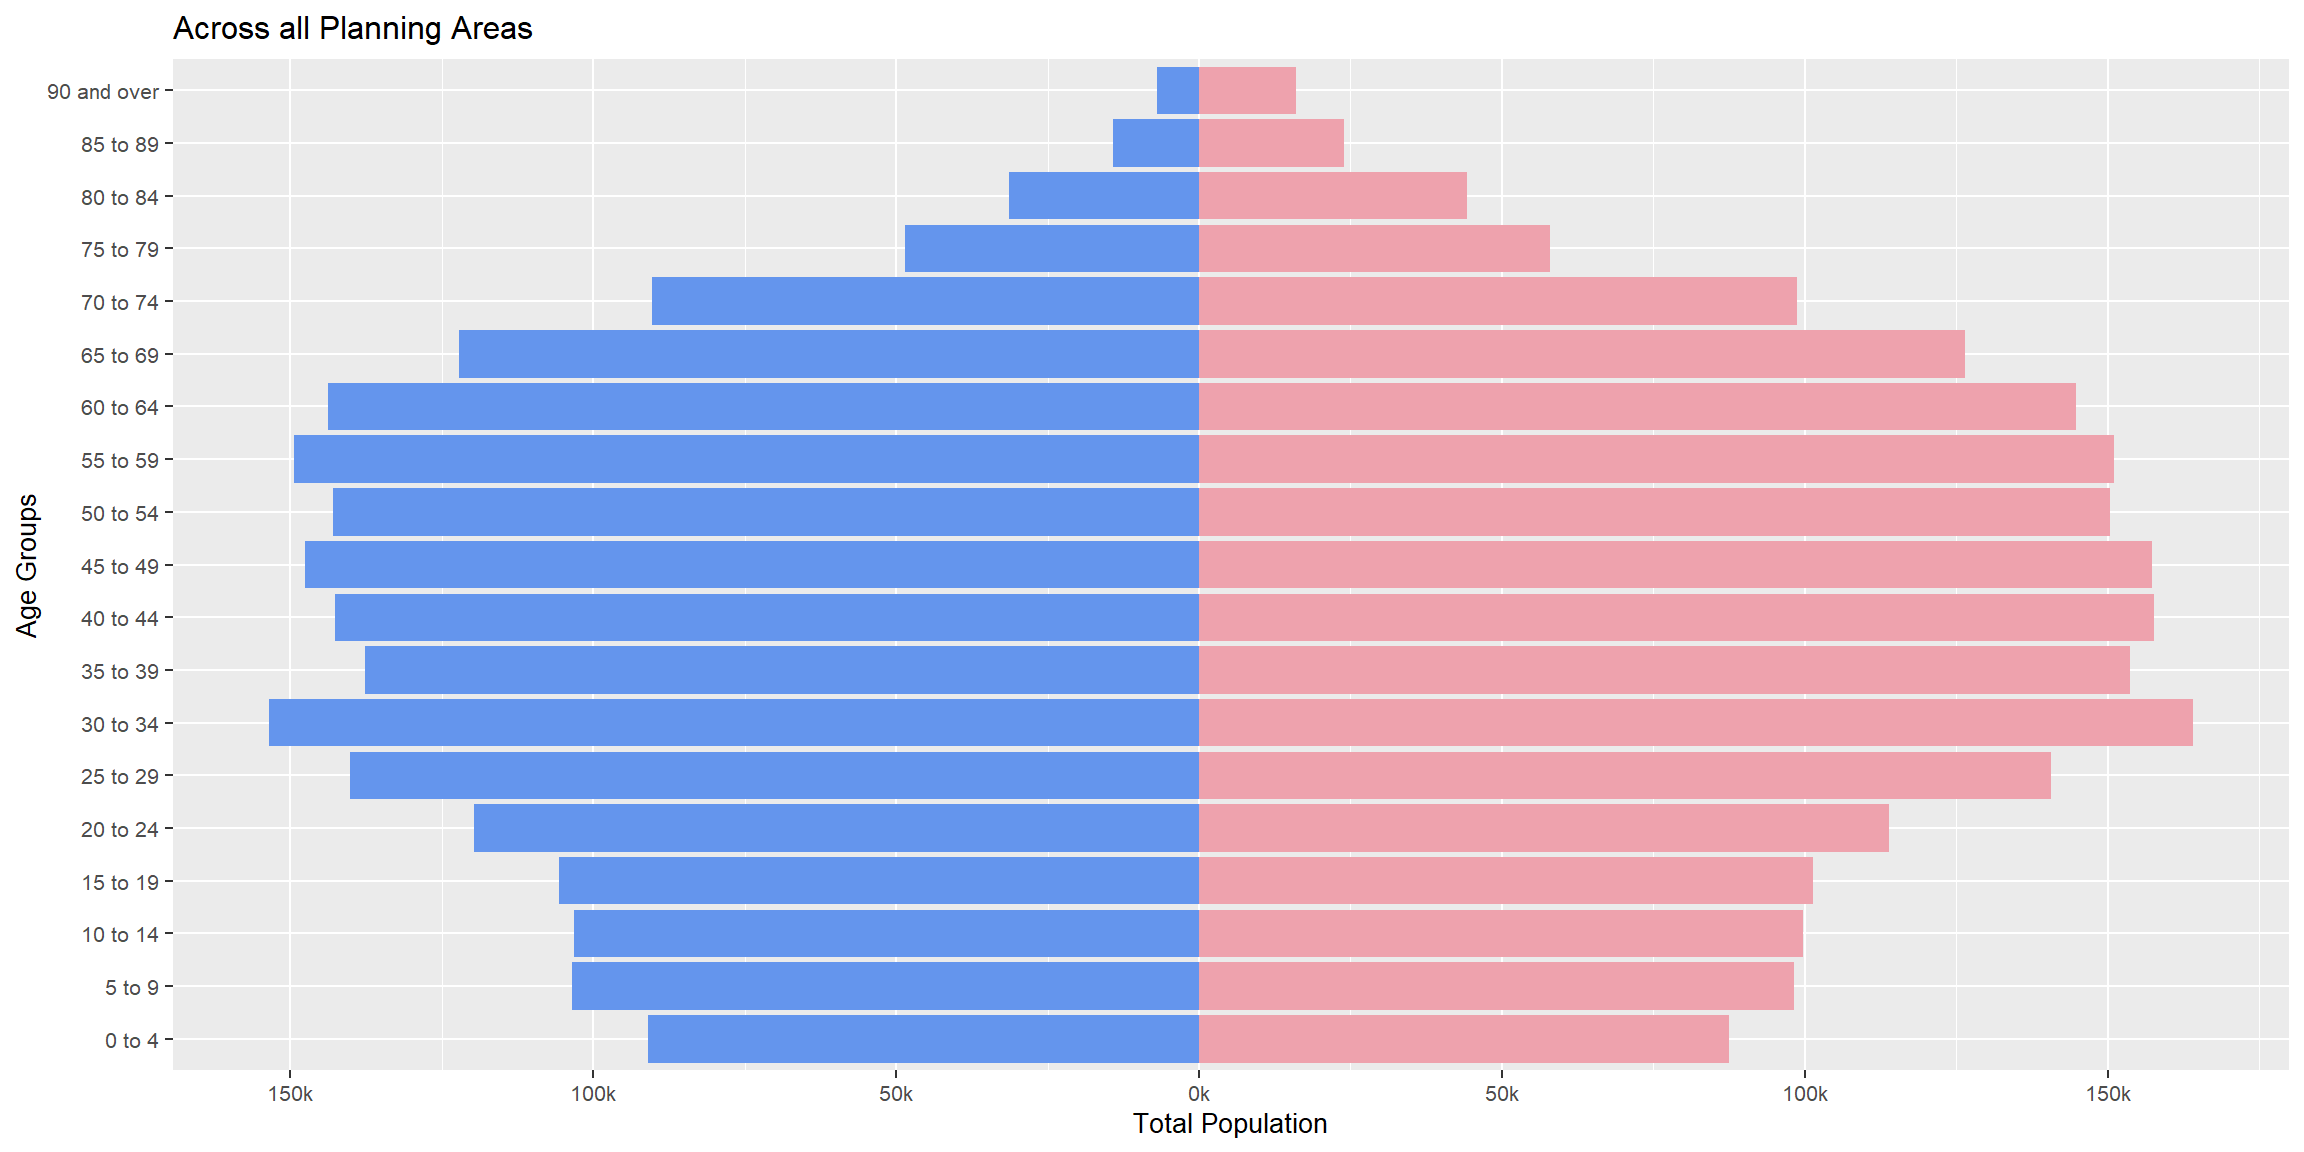 Across all Planning Areas
90 and over
85 to 89
80 to 84
75 to 79
70 to 74
65 to 69
60 to 64
55 to 59
50 to 54
45 to 49
40 to 44
35 to 39
30 to 34
25 to 29
20 to 24
15 to 19
10 to 14
5 to 9
0 to 4
Age Groups
150k 100k 50k 0k 50k 100k 150k
Total Population